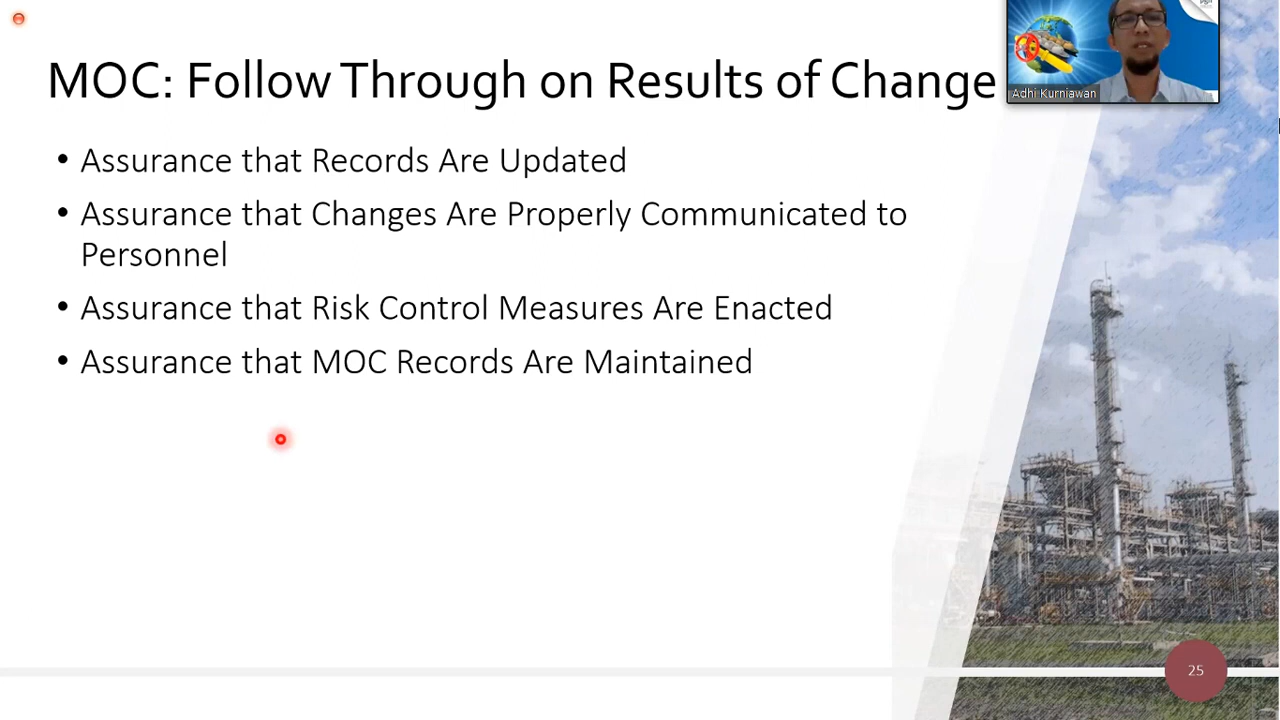 MOC: Follow Through on Results of Change
Adhi Kurniawan
• Assurance that Records Are Updated
• Assurance that Changes Are Properly Communicated to
Personnel
• Assurance that Risk Control Measures Are Enacted
• Assurance that MOC Records Are Maintained
25